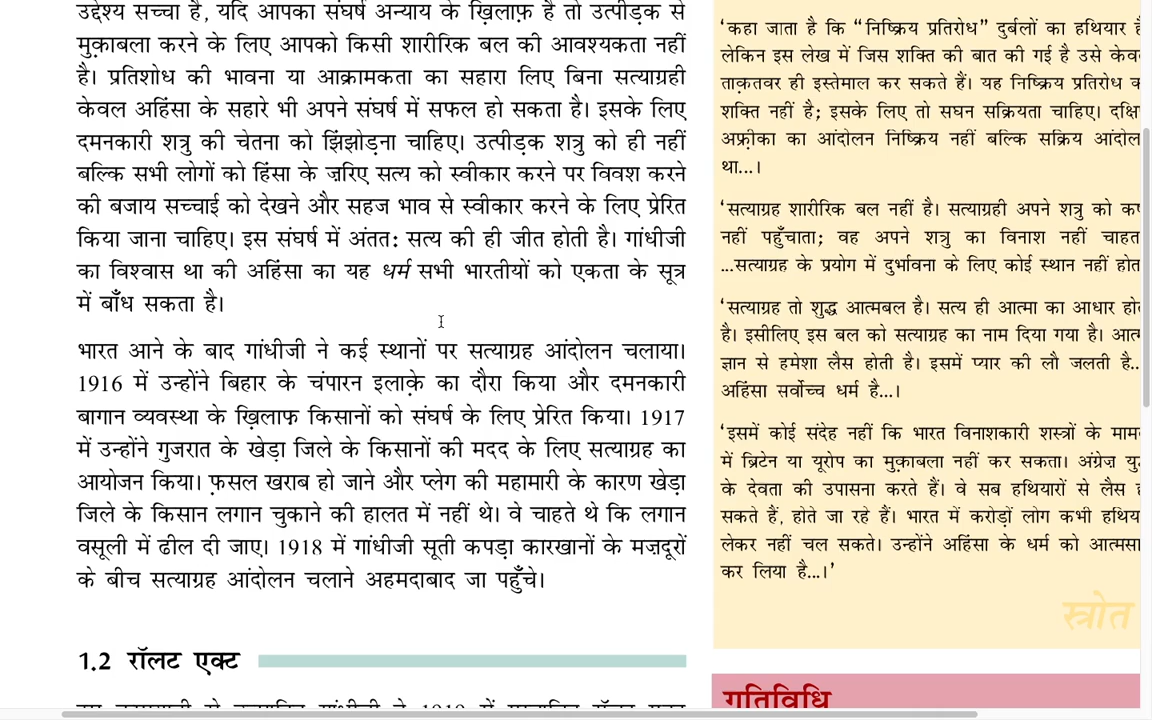 उद्देश्य सच्चा है, यदि आपका संघर्ष अन्याय के ख़िलाफ़ है तो उत्पीड़क से
मुक़ाबला करने के लिए आपको किसी शारीरिक बल की आवश्यकता नहीं
है। प्रतिशोध की भावना या आक्रामकता का सहारा लिए बिना सत्याग्रही
केवल अहिंसा के सहारे भी अपने संघर्ष में सफल हो सकता है। इसके लिए
दमनकारी शत्रु की चेतना को झिंझोड़ना चाहिए। उत्पीड़क शत्रु को ही नहीं
बल्कि सभी लोगों को हिंसा के ज़रिए सत्य को स्वीकार करने पर विवश करने
की बजाय सच्चाई को देखने और सहज भाव से स्वीकार करने के लिए प्रेरित
किया जाना चाहिए। इस संघर्ष में अंतत: सत्य की ही जीत होती है। गांधीजी
का विश्वास था की अहिंसा का यह धर्म सभी भारतीयों को एकता के सूत्र
में बाँध सकता है।
भारत आने के बाद गांधीजी ने कई स्थानों पर सत्याग्रह आंदोलन चलाया।
1916 में उन्होंने बिहार के चंपारन इलाक़े का दौरा किया और दमनकारी
बागान व्यवस्था के ख़िलाफ़ किसानों को संघर्ष के लिए प्रेरित किया। 1917
में उन्होंने गुजरात के खेड़ा जिले के किसानों की मदद के लिए सत्याग्रह का
आयोजन किया। फ़सल खराब हो जाने और प्लेग की महामारी के कारण खेड़ा
जिले के किसान लगान चुकाने की हालत में नहीं थे। वे चाहते थे कि लगान
वसूली में ढील दी जाए। 1918 में गांधीजी सूती कपड़ा कारखानों के मज़दूरों
के बीच सत्याग्रह आंदोलन चलाने अहमदाबाद जा पहुँचे।
1.2 रॉलट एक्ट
‘कहा जाता है कि “निष्क्रिय प्रतिरोध” दुर्बलों का हथियार
लेकिन इस लेख में जिस शक्ति की बात की गई है उसे
ताक़तवर ही इस्तेमाल कर सकते हैं। यह निष्क्रिय प्रतिरोध
शक्ति नहीं है; इसके लिए तो सघन सक्रियता चाहिए।
अफ़्रीका का आंदोलन निष्क्रिय नहीं बल्कि सक्रिय
था...।
‘सत्याग्रह शारीरिक बल नहीं है। सत्याग्रही अपने शत्रु को
नहीं पहुँचाता; वह अपने शत्रु का विनाश नहीं
...सत्याग्रह के प्रयोग में दुर्भावना के लिए कोई स्थान नहीं
‘सत्याग्रह तो शुद्ध आत्मबल है। सत्य ही आत्मा का आधार
है। इसीलिए इस बल को सत्याग्रह का नाम दिया गया है।
ज्ञान से हमेशा लैस होती है। इसमें प्यार की लौ जलती है..
अहिंसा सर्वोच्च धर्म है...।
‘इसमें कोई संदेह नहीं कि भारत विनाशकारी शस्त्रों के
में ब्रिटेन या यूरोप का मुक़ाबला नहीं कर सकता। अंग्रेज़
के देवता की उपासना करते हैं। वे सब हथियारों से लैस
सकते हैं, होते जा रहे हैं। भारत में करोड़ों लोग कभी
लेकर नहीं चल सकते। उन्होंने अहिंसा के धर्म को
कर लिया है...।’
स्त्रोत
गतिविधि